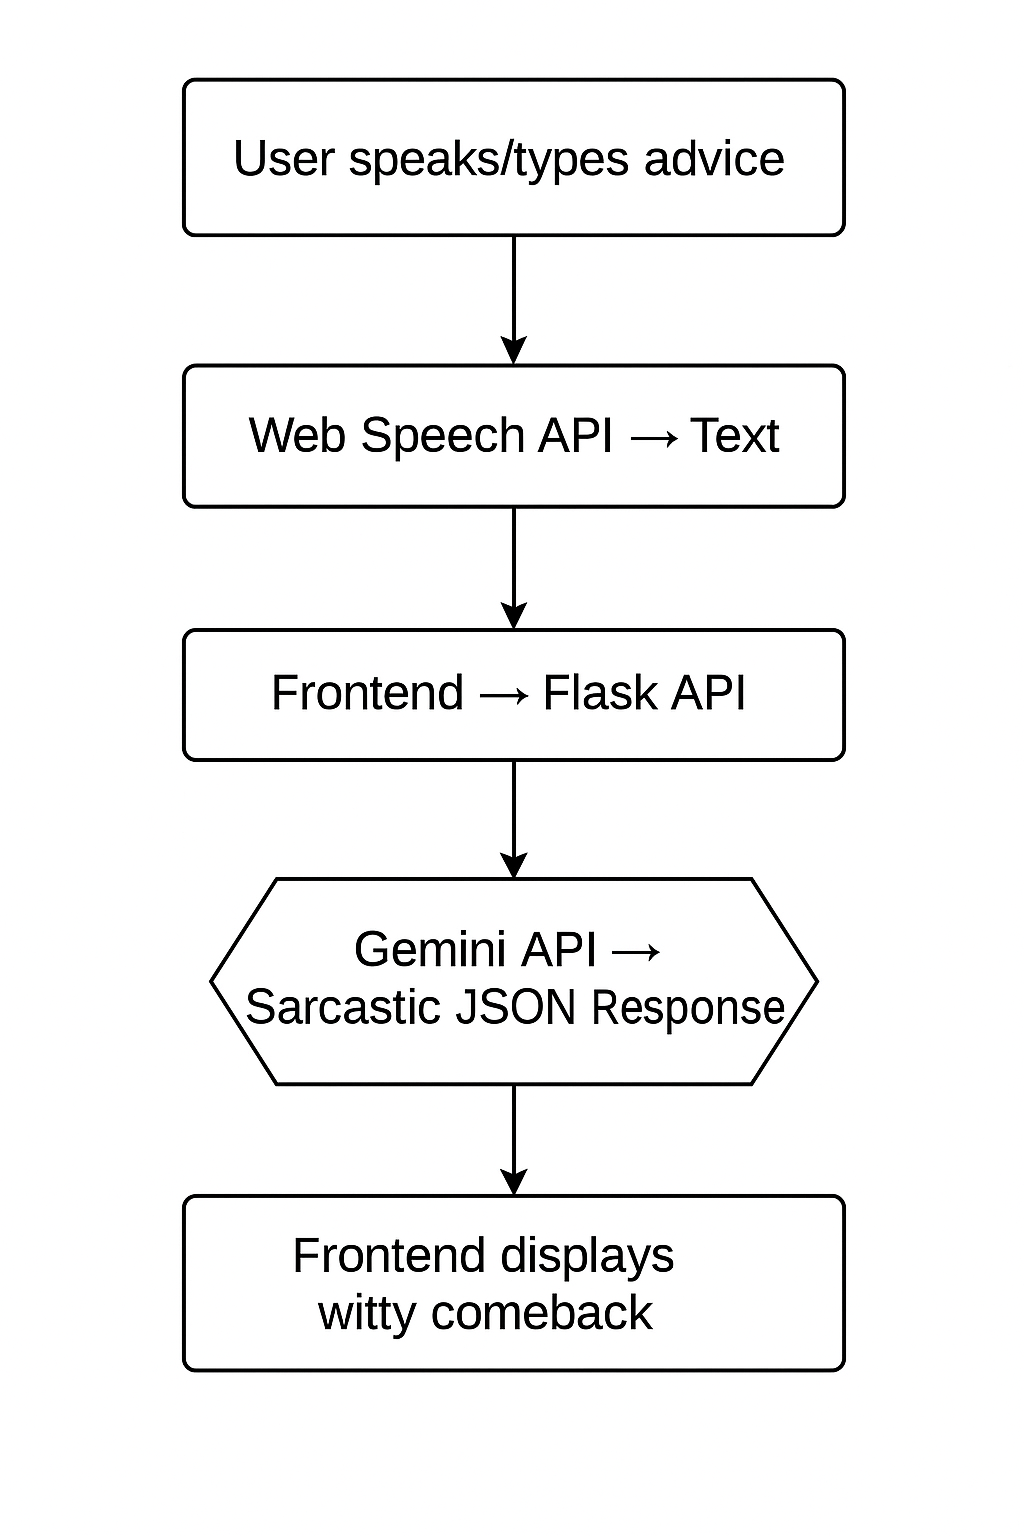 User speaks/types advice
Web Speech API → Text
Frontend → Flask API
Gemini API →
Sarcastic JSON Response
Frontend displays
witty comeback